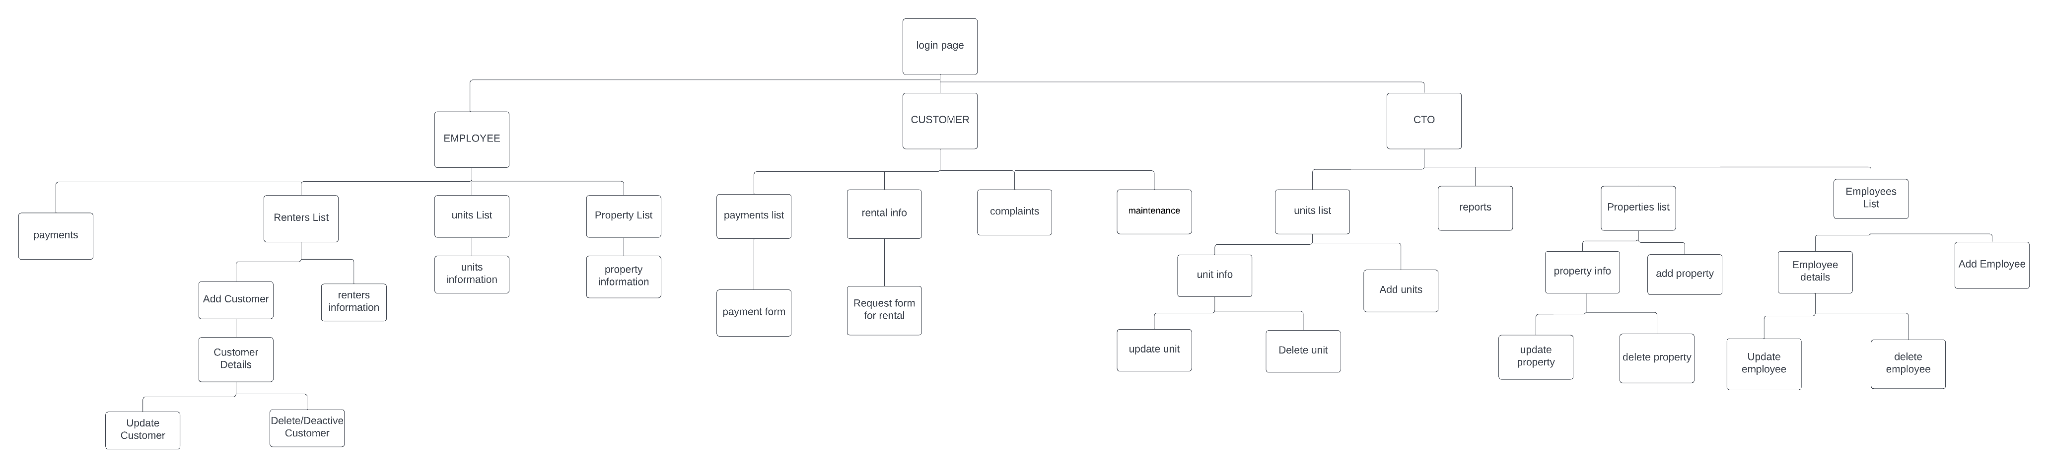 login page
EMPLOYEE
CUSTOMER
CTO
payments
Renters List
units List
Property List
payments list
rental info
complaints
maintenance
units list
reports
Properties list
Employees
List
Add Customer
renters
information
units
information
property
information
payment form
Request form
for rental
unit info
Add units
property info
add property
Employee
details
Add Employee
Customer
Details
update unit
Delete unit
update
property
delete property
Update
employee
delete
employee
Update
Customer
Delete/Deactive
Customer